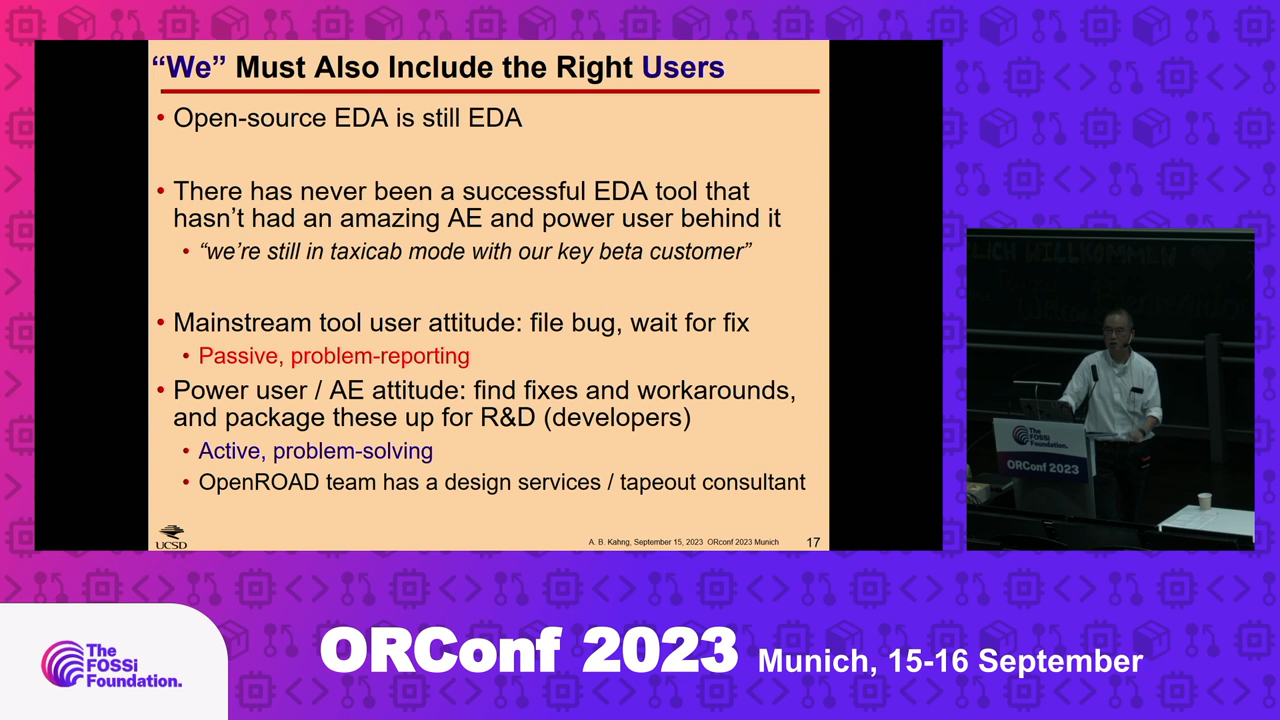 “We” Must Also Include the Right Users
• Open-source EDA is still EDA
• There has never been a successful EDA tool that
hasn’t had an amazing AE and power user behind it
• “we’re still in taxicab mode with our key beta customer”
• Mainstream tool user attitude: file bug, wait for fix
• Passive, problem-reporting
• Power user / AE attitude: find fixes and workarounds,
and package these up for R&D (developers)
• Active, problem-solving
• OpenROAD team has a design services / tapeout consultant
UCSD
A. B. Kahng, September 15, 2023 ORconf 2023 Munich
17
WILLKOMMEN
The
FOSSi
Foundation.
ORConf 2023
The
FOSSi
Foundation.
ORConf 2023
Munich, 15-16 September